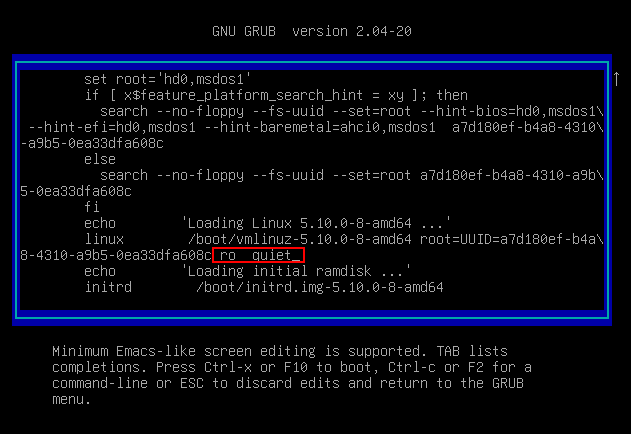 GNU GRUB  version 2.04-20
set root='hd0,msdos1'
if [ x$feature_platform_search_hint = xy ]; then
search --no-floppy --fs-uuid --set=root --hint-bios=hd0,msdos1\
--hint-efi=hd0,msdos1 --hint-baremetal=ahci0,msdos1  a7d180ef-b4a8-4310\
-a9b5-0ea33dfa608c
else
search --no-floppy --fs-uuid --set=root a7d180ef-b4a8-4310-a9b\
5-0ea33dfa608c
fi
echo        'Loading Linux 5.10.0-8-amd64 ...'
linux        /boot/vmlinuz-5.10.0-8-amd64 root=UUID=a7d180ef-b4a\
8-4310-a9b5-0ea33dfa608c ro  quiet_
echo        'Loading initial ramdisk ...'
initrd        /boot/initrd.img-5.10.0-8-amd64
↑
Minimum Emacs-like screen editing is supported. TAB lists
completions. Press Ctrl-x or F10 to boot, Ctrl-c or F2 for a
command-line or ESC to discard edits and return to the GRUB
menu.